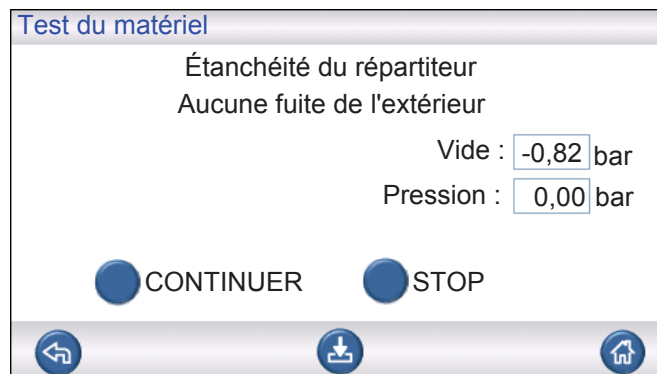 Test du matériel
Étanchéité du répartiteur
Aucune fuite de l'extérieur
Vide : -0,82 bar
Pression : 0,00 bar
CONTINUER STOP